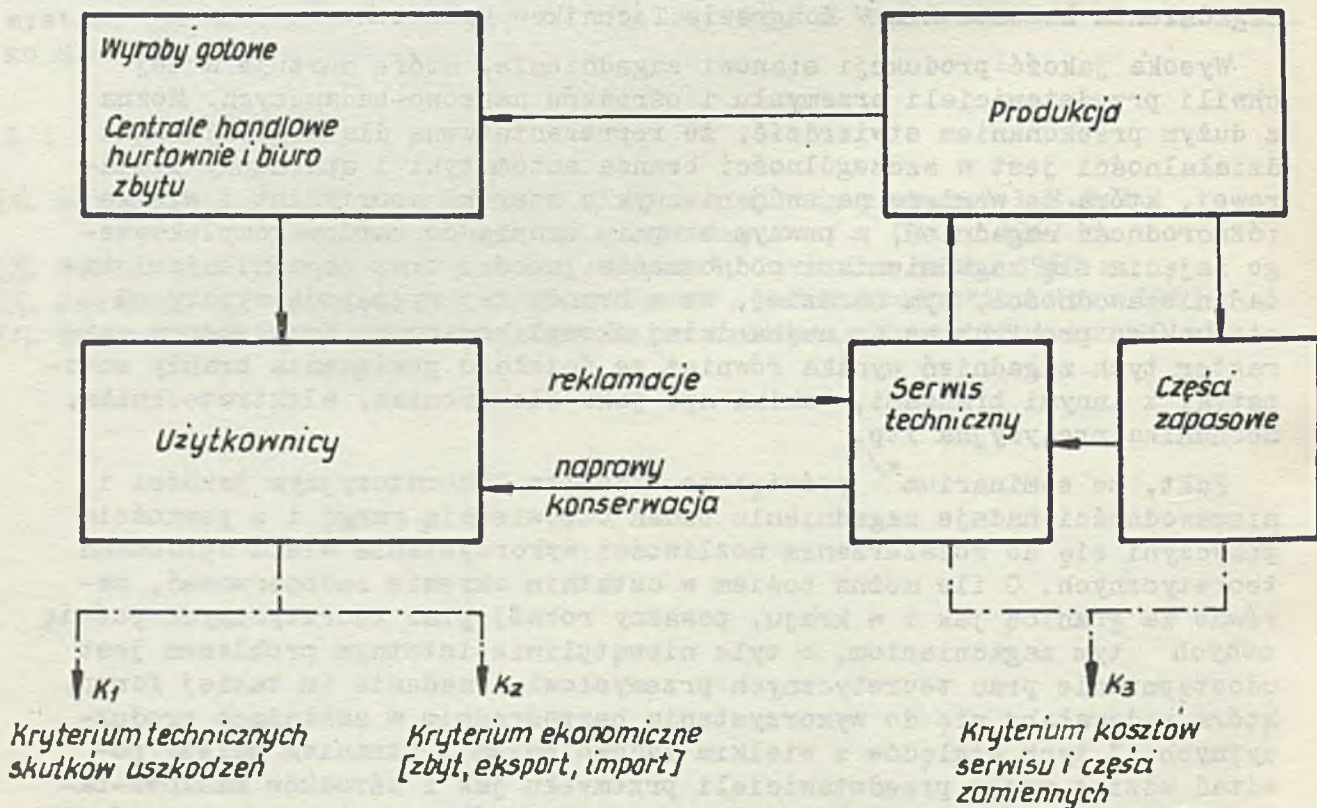 Wyroby gotowe
Centrale handlowe
hurtownie i biuro
zbytu
Produkcja
Użytkownicy
reklamacje
naprawy
konserwacja
Serwis
techniczny
Części
zapasowe
K1
Kryterium technicznych
skutków uszkodzeń
K2
Kryterium ekonomiczne
[zbyt, eksport, import]
K3
Kryterium kosztów
serwisu i części
zamiennych